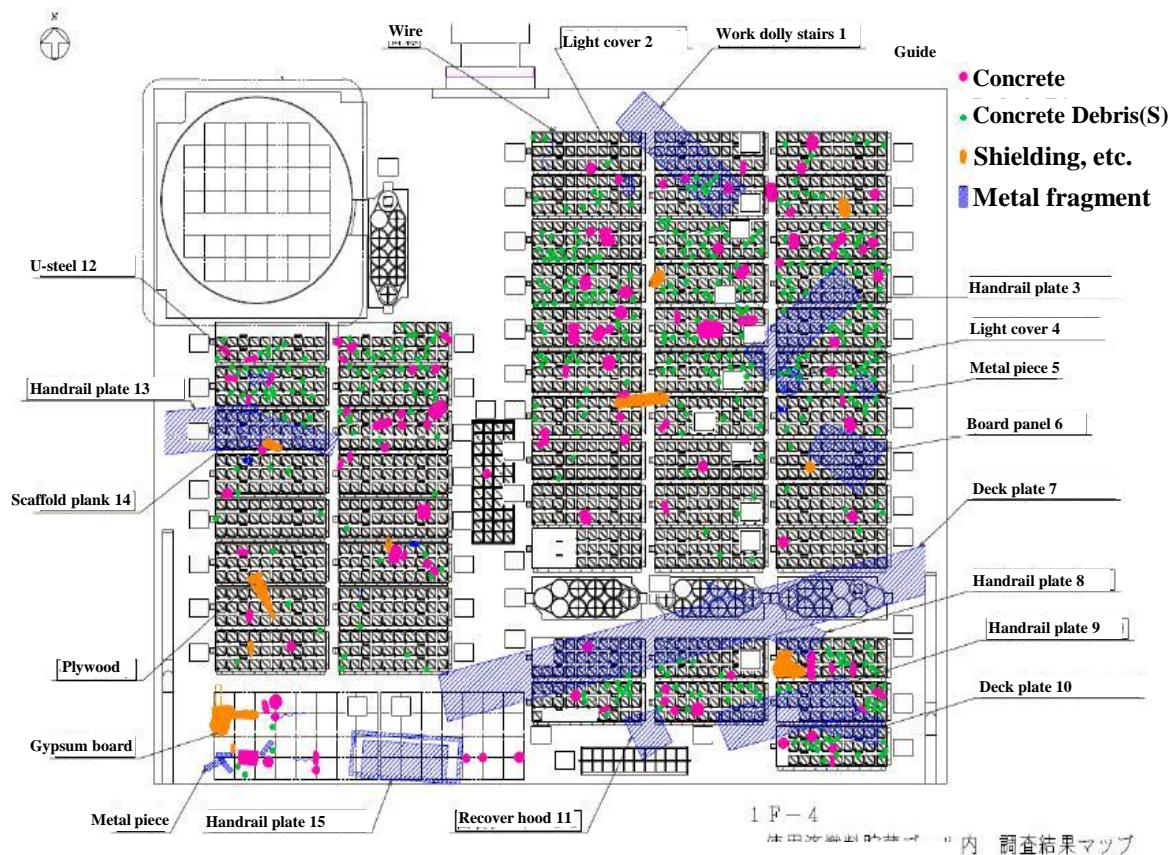 N
Wire
Light cover 2
Work dolly stairs 1
Guide
Concrete
Concrete Debris(S)
Shielding, etc.
Metal fragment
U-steel 12
Handrail plate 3
Light cover 4
Handrail plate 13
Metal piece 5
Board panel 6
Scaffold plank 14
Deck plate 7
Handrail plate 8
Handrail plate 9
Plywood
Deck plate 10
Gypsum board
Metal piece
Handrail plate 15
Recover hood 11
1F-4
内 調査結果マップ